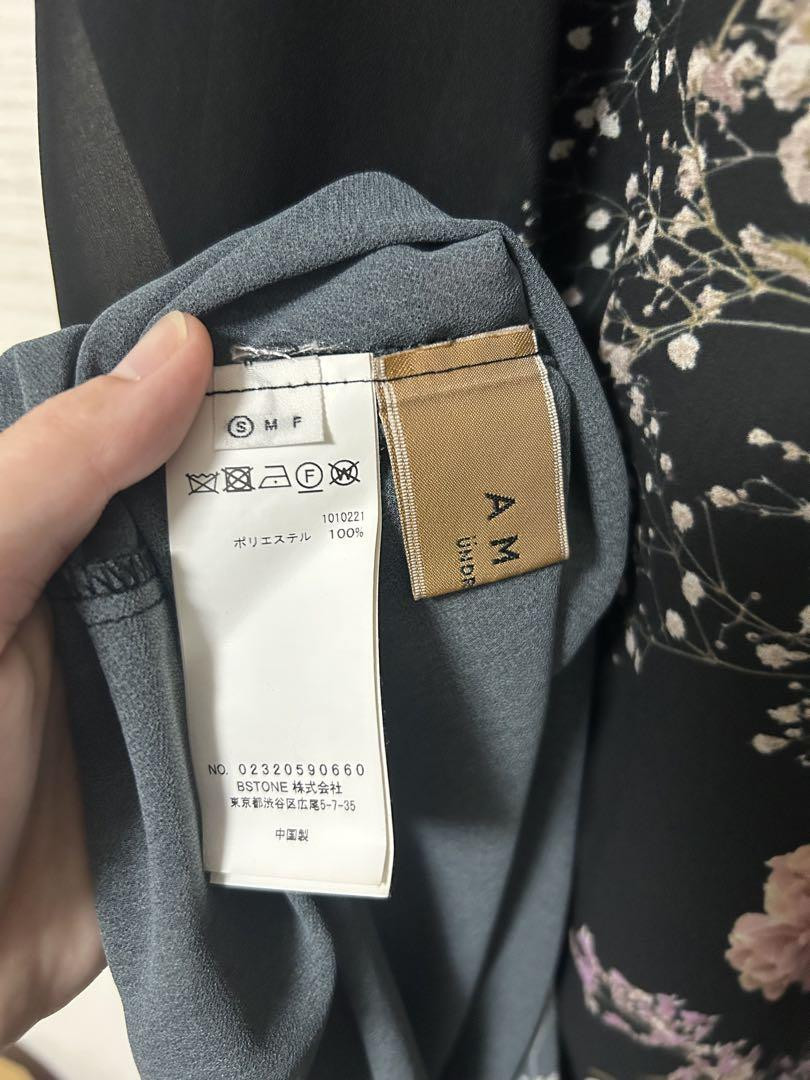 S M F
1010221
ポリエステル 100%
NO. 02320590660
BSTONE 株式会社
東京都渋谷区広尾5-7-35
中国製
AM